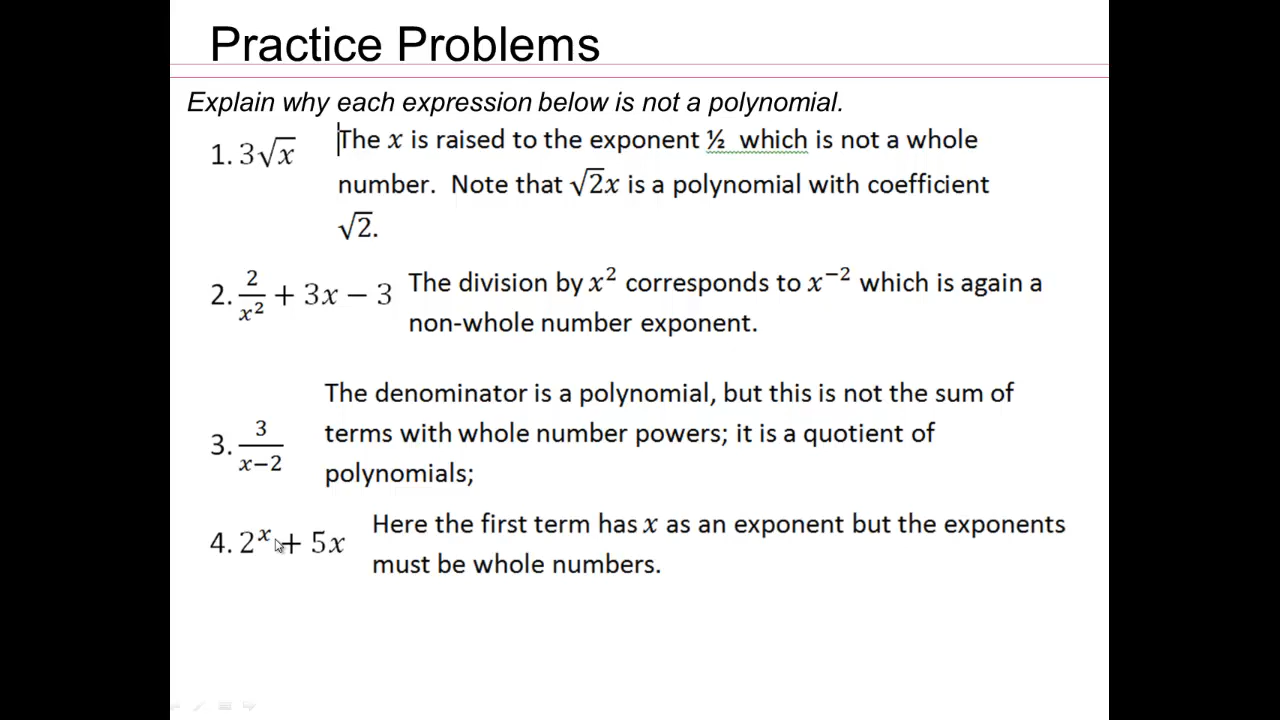 Practice Problems
Explain why each expression below is not a polynomial.
1. 3√x The x is raised to the exponent ½ which is not a whole
number. Note that √2x is a polynomial with coefficient
√2.
2. 2/x² + 3x − 3 The division by x² corresponds to x⁻² which is again a
non-whole number exponent.
The denominator is a polynomial, but this is not the sum of
3. 3/(x−2) terms with whole number powers; it is a quotient of
polynomials;
4. 2ˣ + 5x Here the first term has x as an exponent but the exponents
must be whole numbers.